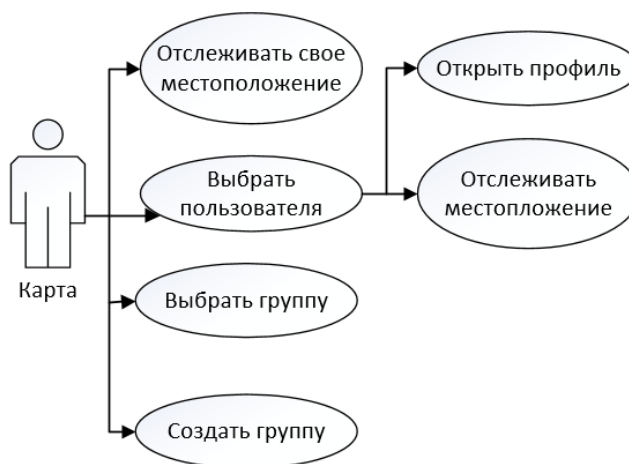 Отслеживать свое
местоположение
Открыть профиль
Выбрать
пользователя
Отслеживать
местопложение
Карта
Выбрать группу
Создать группу